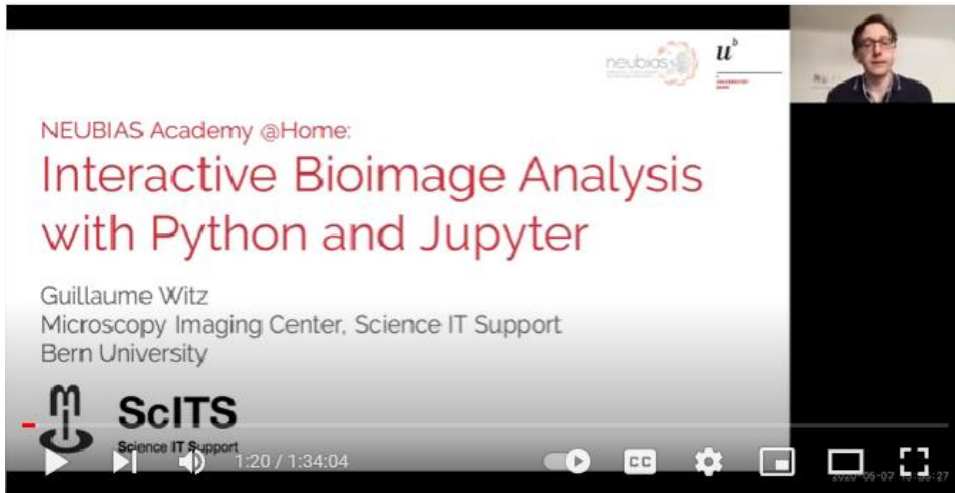 neubias
u^b
NEUBIAS Academy @Home:
Interactive Bioimage Analysis
with Python and Jupyter
Guillaume Witz
Microscopy Imaging Center, Science IT Support
Bern University
ScITS
Science IT Support
1:20 / 1:34:04
CC